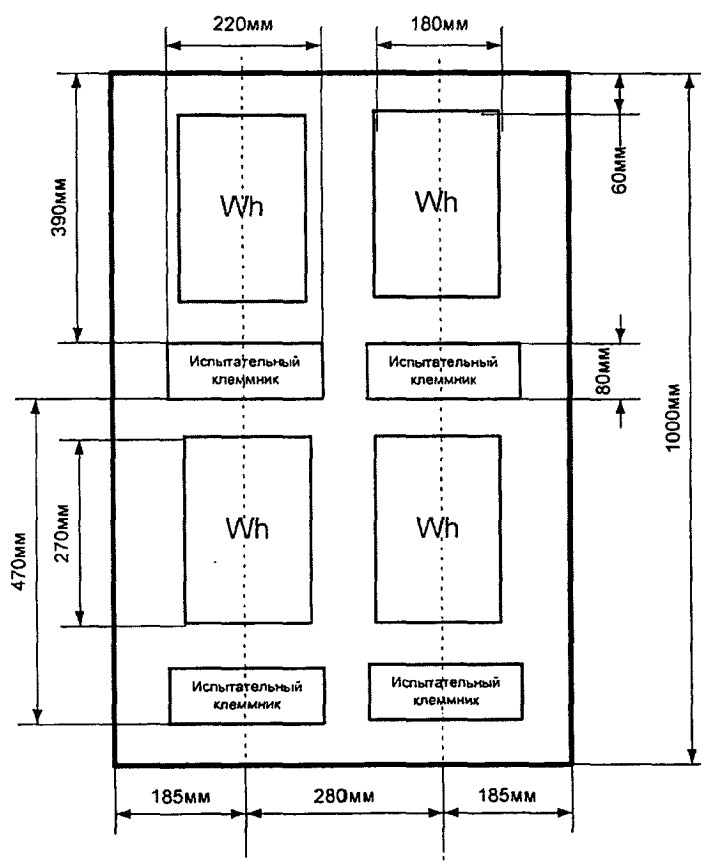 220мм
180мм
390мм
60мм
Wh
Wh
Испытательный
клеммник
Испытательный
клеммник
80мм
1000мм
470мм
270мм
Wh
Wh
Испытательный
клеммник
Испытательный
клеммник
185мм
280мм
185мм